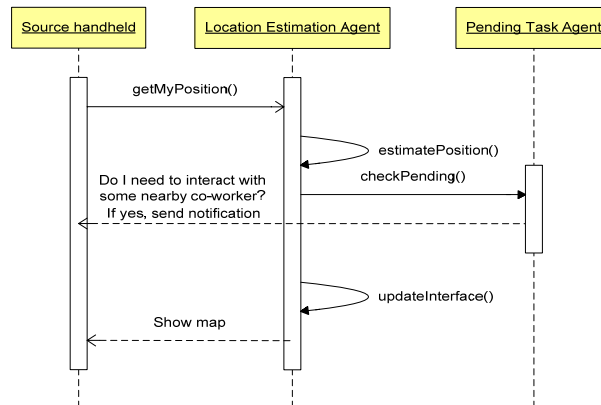 Source handheld
Location Estimation Agent
Pending Task Agent
getMyPosition()
estimatePosition()
checkPending()
Do I need to interact with
some nearby co-worker?
If yes, send notification
updateInterface()
Show map